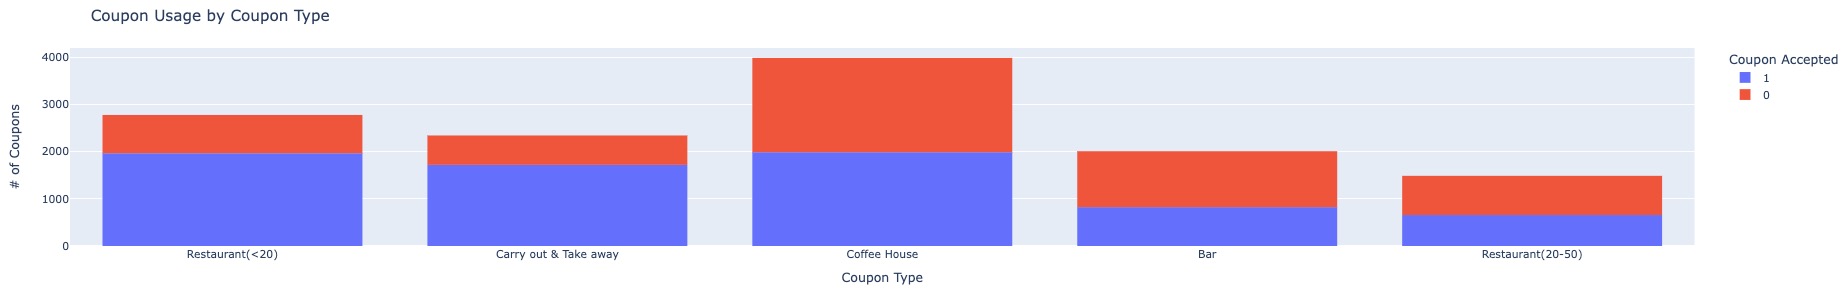 Coupon Usage by Coupon Type
# of Coupons
4000
3000
2000
1000
0
Restaurant(<20)
Carry out & Take away
Coffee House
Bar
Restaurant(20-50)
Coupon Type
Coupon Accepted
1
0